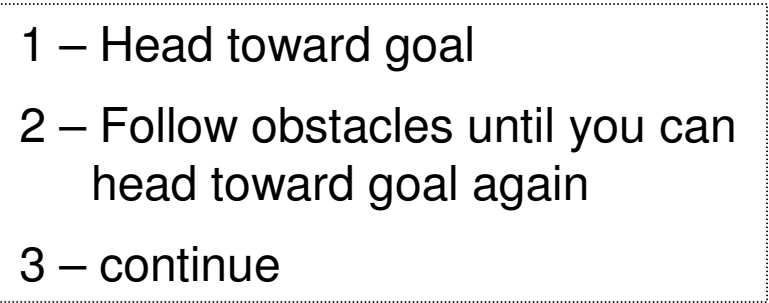 1 – Head toward goal
2 – Follow obstacles until you can
head toward goal again
3 – continue